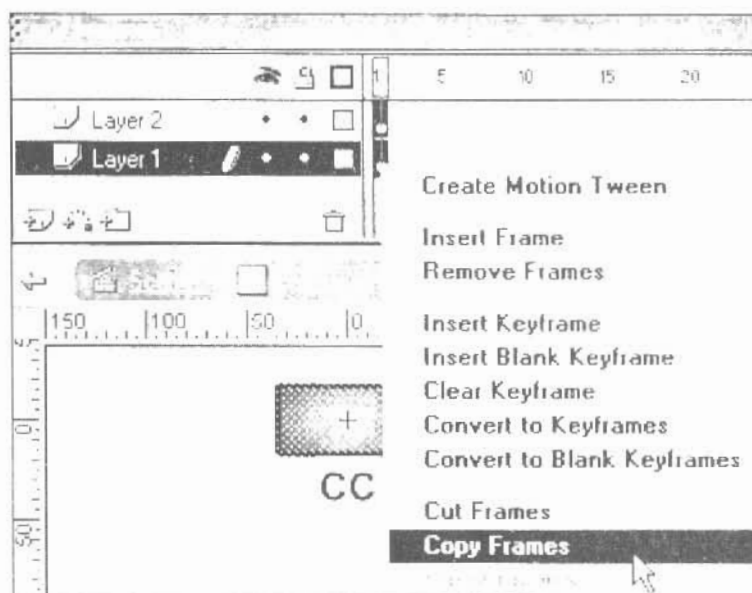 1 5 10 15 20
Layer 2
Layer 1
Create Motion Tween
Insert Frame
Remove Frames
150 100 50 0
Insert Keyframe
Insert Blank Keyframe
Clear Keyframe
Convert to Keyframes
Convert to Blank Keyframes
0
CC
Cut Frames
50
Copy Frames